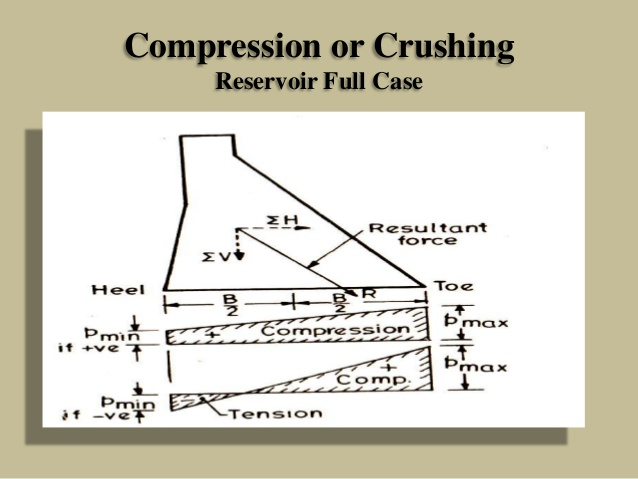 Compression or Crushing
Reservoir Full Case
ΣH
Resultant
force
ΣV
Heel
B/2
B/2
R
Toe
pmin
if +ve
+
Compression
pmax
+
Comp.
pmax
pmin
if -ve
-
Tension